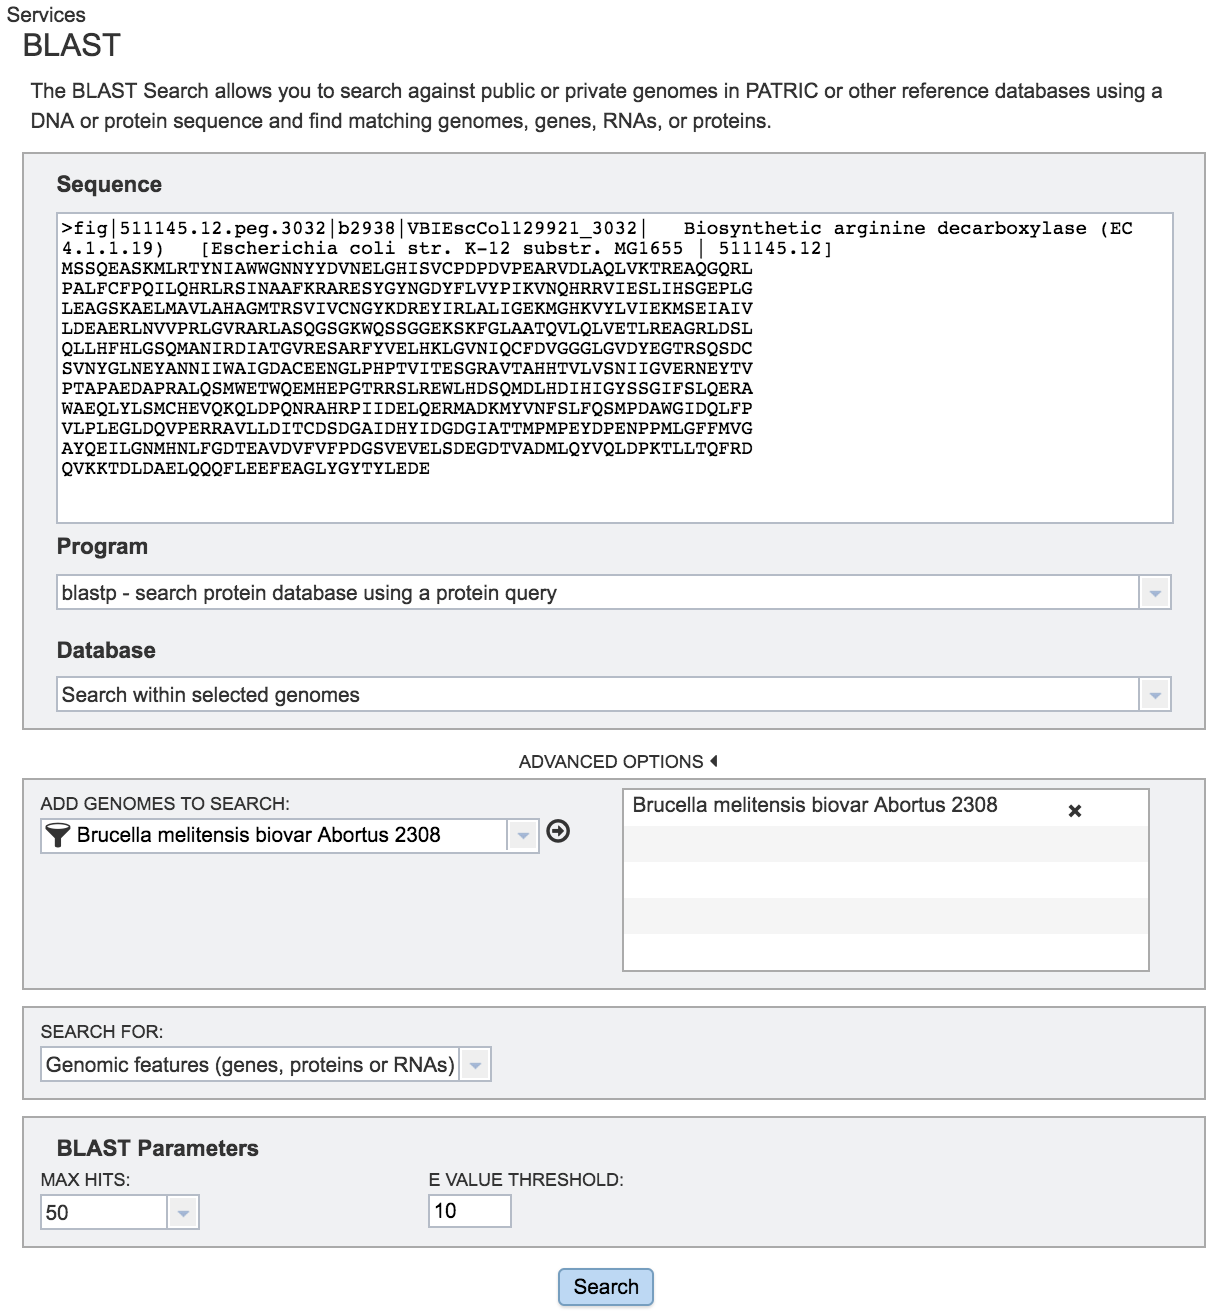 Services
BLAST
The BLAST Search allows you to search against public or private genomes in PATRIC or other reference databases using a
DNA or protein sequence and find matching genomes, genes, RNAs, or proteins.
Sequence
>fig|511145.12.peg.3032|b2938|VBIEscCol129921_3032|   Biosynthetic arginine decarboxylase (EC
4.1.1.19)   [Escherichia coli str. K-12 substr. MG1655 | 511145.12]
MSSQEASKMLRTYNIAWWGNNYYDVNELGHISVCPDPDVPEARVDLAQLVKTREAQGQRL
PALFCFPQILQHRLRSINAAFKRARESYGYNGDYFLVYPIKVNQHRRVIESLIHSGEPLG
LEAGSKAELMAVLAHAGMTRSVIVCNGYKDREYIRLALIGEKMGHKVYLVIEKMSEIAIV
LDEAERLNVVPRLGVRARLASQGSGKWQSSGGEKSKFGLAATQVLQLVETLREAGRLDSL
QLLHFHLGSQMANIRDIATGVRESARFYVELHKLGVNIQCFDVGGGLGVDYEGTRSQSDC
SVNYGLNEYANNIIWAIGDACEENGLPHPTVITESGRAVTAHHTVLVSNIIGVERNEYTV
PTAPAEDAPRALQSMWETWQEMHEPGTRRSLREWLHDSQMDLHDIHIGYSSGIFSLQERA
WAEQLYLSMCHEVQKQLDPQNRAHRPIIDELQERMADKMYVNFSLFQSMPDAWGIDQLFP
VLPLEGLDQVPERRAVLLDITCDSDGAIDHYIDGDGIATTMPMPEYDPENPPMLGFFMVG
AYQEILGNMHNLFGDTEAVDVFVFPDGSVEVELSDEGDTVADMLQYVQLDPKTLLTQFRD
QVKKTDLDAELQQQFLEEFEAGLYGYTYLEDE
Program
blastp - search protein database using a protein query
Database
Search within selected genomes
ADVANCED OPTIONS
ADD GENOMES TO SEARCH:
Brucella melitensis biovar Abortus 2308
Brucella melitensis biovar Abortus 2308
SEARCH FOR:
Genomic features (genes, proteins or RNAs)
BLAST Parameters
MAX HITS:
E VALUE THRESHOLD:
50
10
Search